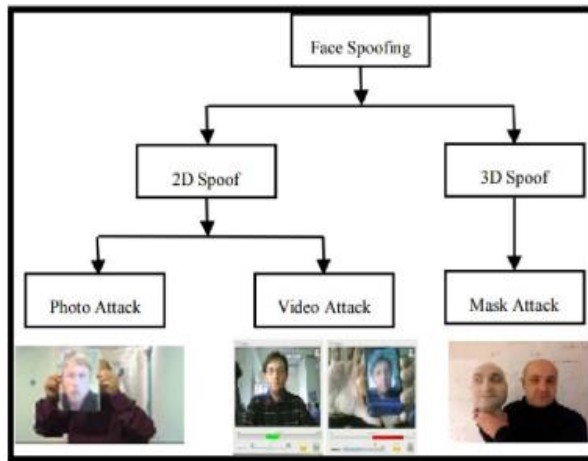 Face Spoofing
2D Spoof
3D Spoof
Photo Attack
Video Attack
Mask Attack